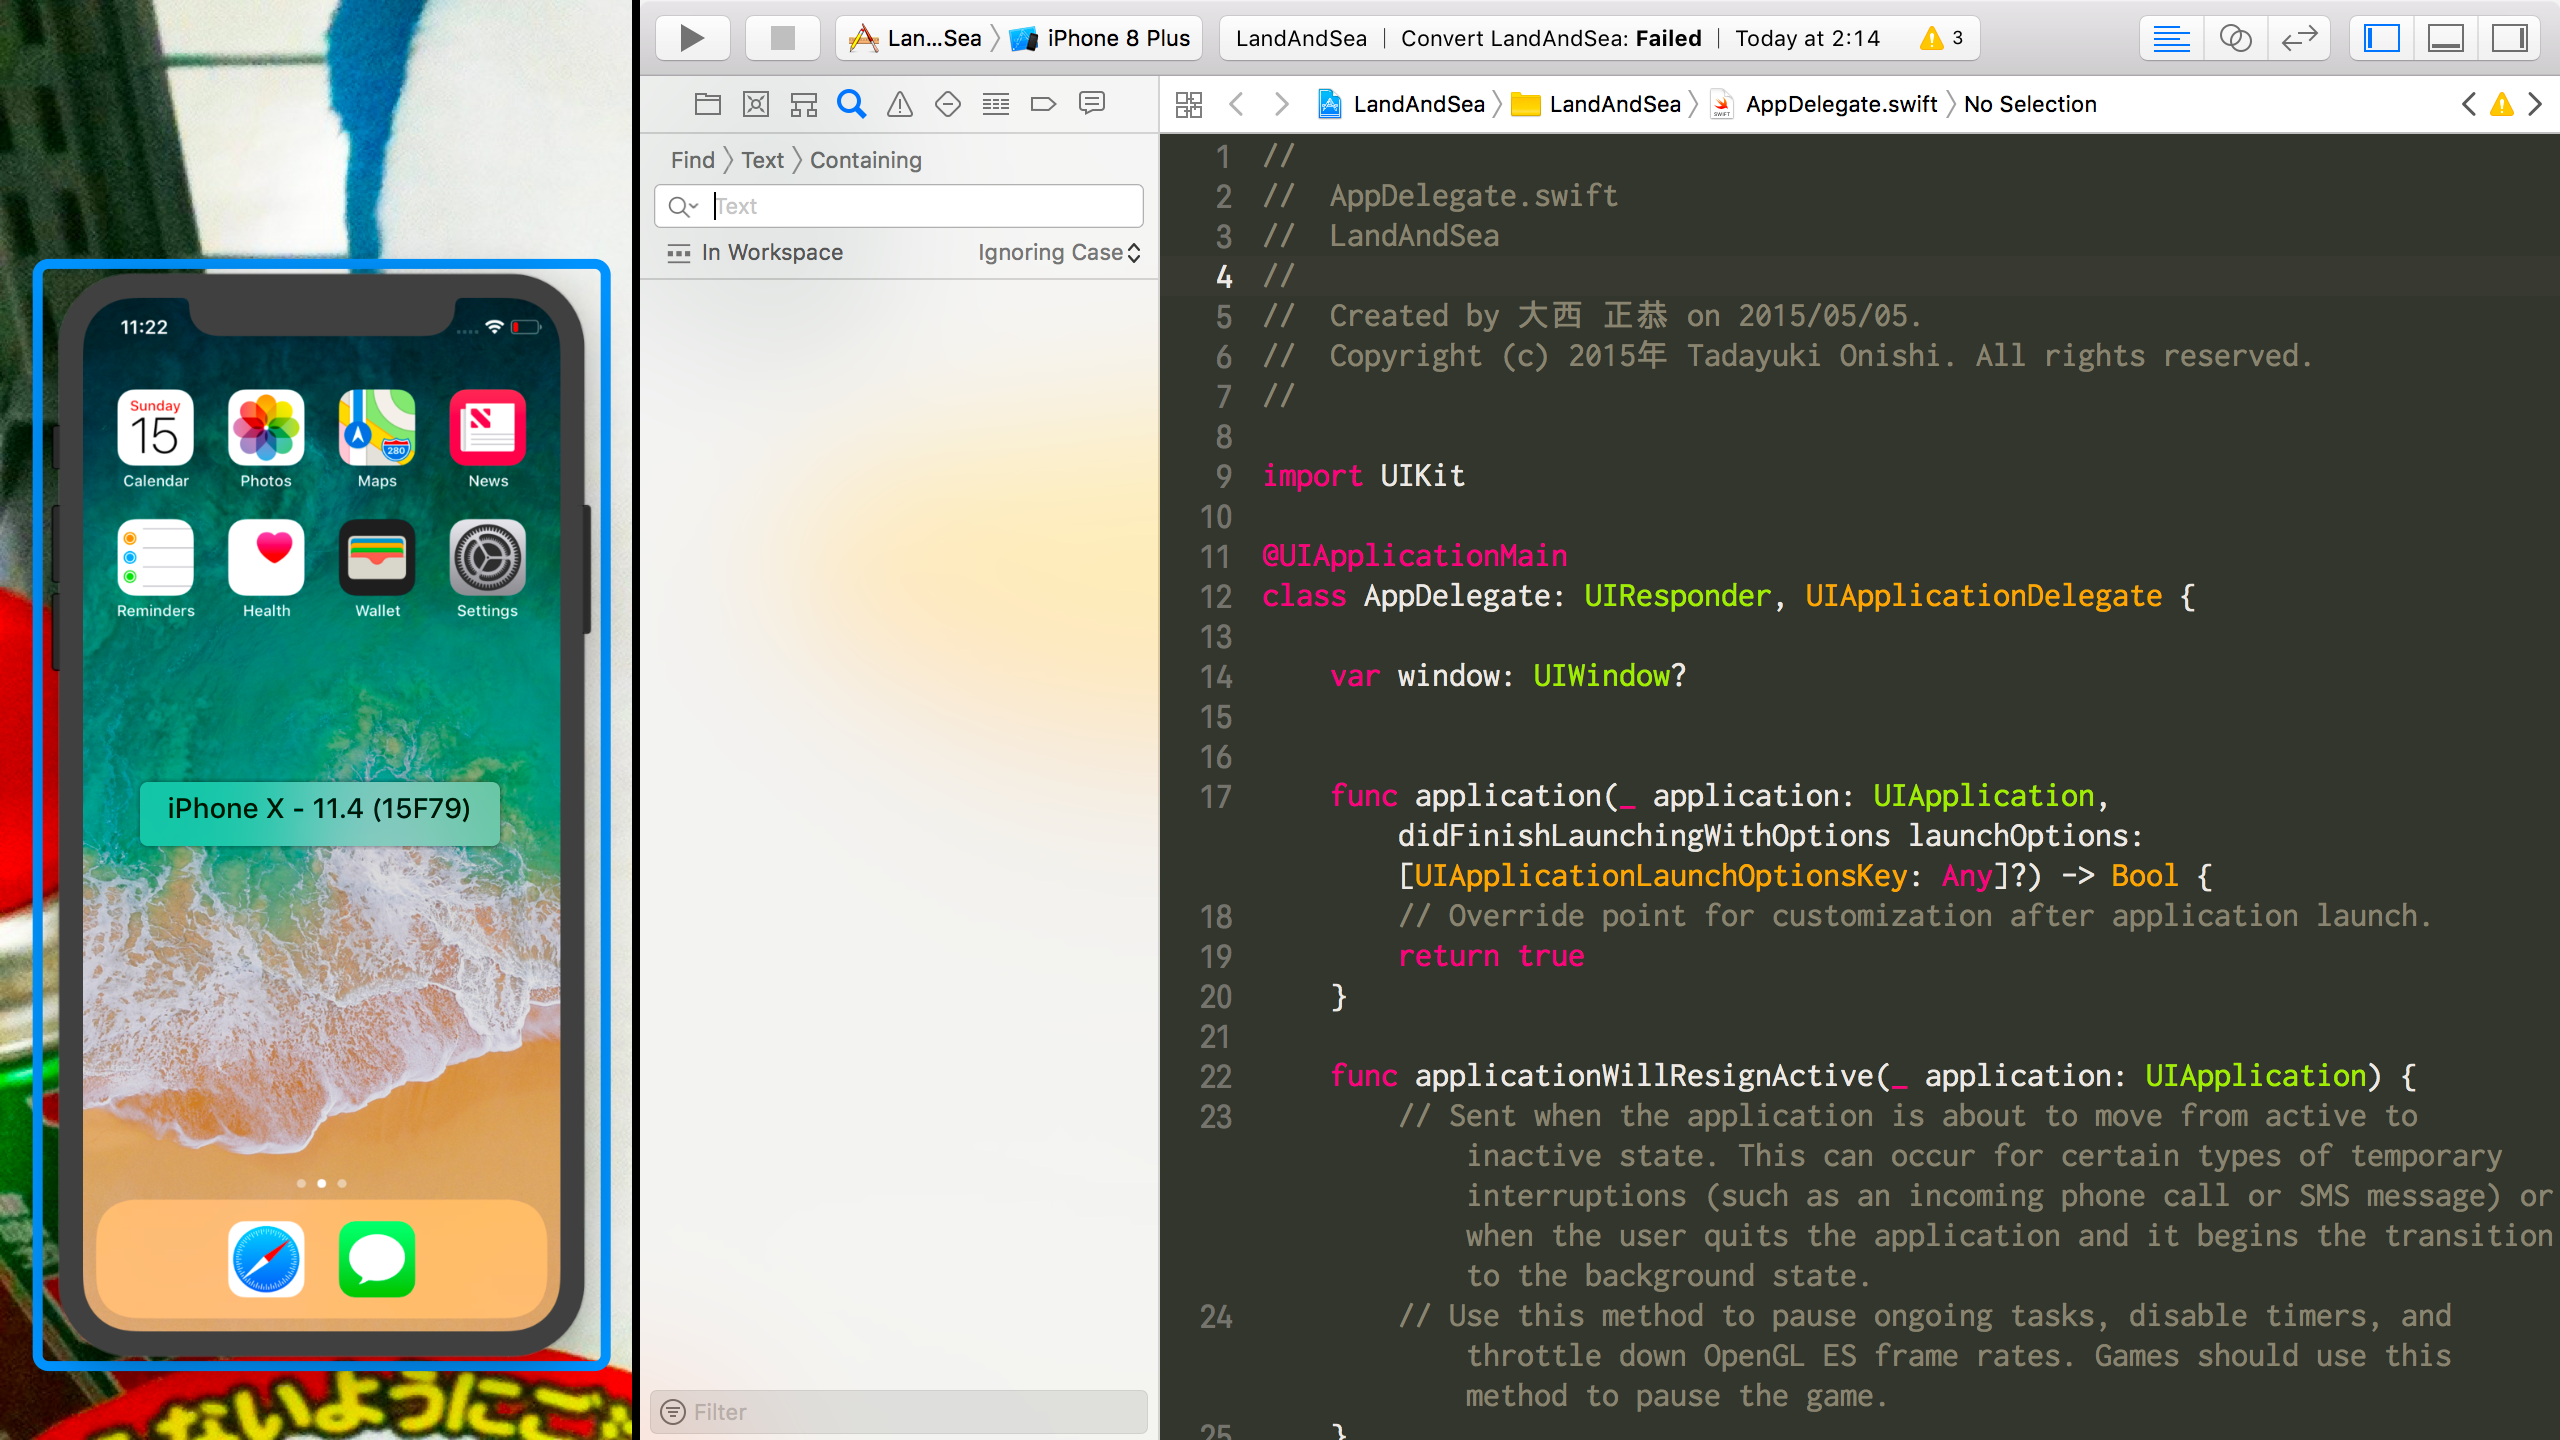 11:22
Sunday
15
280
Calendar
Photos
Maps
News
Reminders
Health
Wallet
Settings
iPhone X - 11.4 (15F79)
ないようにご
Lan...Sea
iPhone 8 Plus
LandAndSea | Convert LandAndSea: Failed | Today at 2:14
3
LandAndSea
LandAndSea
SWIFT
AppDelegate.swift
No Selection
Find
Text
Containing
Text
In Workspace
Ignoring Case
Filter
1 //
2 //  AppDelegate.swift
3 //  LandAndSea
4 //
5 //  Created by 大西 正恭 on 2015/05/05.
6 //  Copyright (c) 2015年 Tadayuki Onishi. All rights reserved.
7 //
8
9 import UIKit
10
11 @UIApplicationMain
12 class AppDelegate: UIResponder, UIApplicationDelegate {
13
14     var window: UIWindow?
15
16
17     func application(_ application: UIApplication,
didFinishLaunchingWithOptions launchOptions:
[UIApplicationLaunchOptionsKey: Any]?) -> Bool {
18         // Override point for customization after application launch.
19         return true
20     }
21
22     func applicationWillResignActive(_ application: UIApplication) {
23         // Sent when the application is about to move from active to
inactive state. This can occur for certain types of temporary
interruptions (such as an incoming phone call or SMS message) or
when the user quits the application and it begins the transition
to the background state.
24         // Use this method to pause ongoing tasks, disable timers, and
throttle down OpenGL ES frame rates. Games should use this
method to pause the game.
25     }